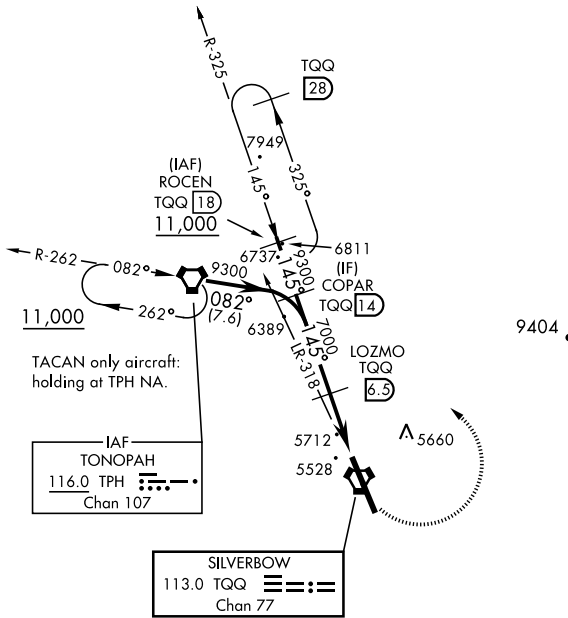 R-325
TQQ
28
7949
145°
325°
(IAF)
ROCEN
TQQ 18
11,000
6811
6737
9300
145°
(IF)
COPAR
TQQ 14
R-262
082°
9300
082°
(7.6)
262°
11,000
6389
7000
145°
LR-318
9404
TACAN only aircraft:
holding at TPH NA.
LOZMO
TQQ
6.5
5712
5660
5528
IAF
TONOPAH
116.0 TPH
Chan 107
SILVERBOW
113.0 TQQ
Chan 77